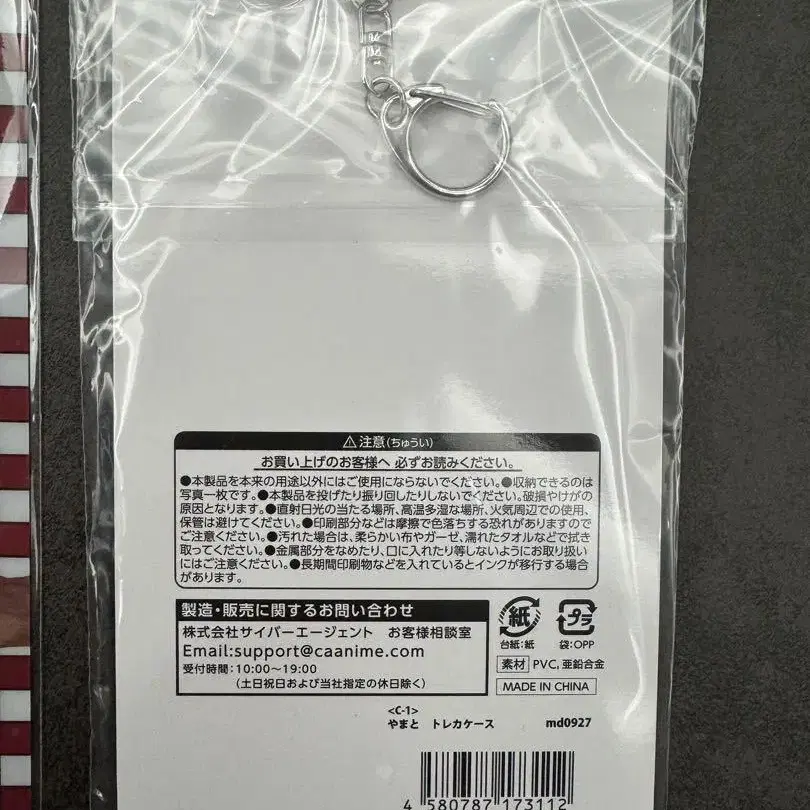 ⚠注意(ちゅうい)
お買い上げのお客様へ 必ずお読みください。
●本製品を本来の用途以外にはご使用にならないでください。●収納できるのは
写真一枚です。●本製品を投げたり振り回したりしないでください。破損やけがの
原因となります。●直射日光の当たる場所、高温多湿な場所、火気周辺での使用、
保管は避けてください。●印刷部分などは摩擦で色落ちする恐れがありますので
ご注意ください。●汚れた場合は、柔らかい布やガーゼ、濡れたタオルなどで拭き
取ってください。●金属部分をなめたり、口に入れたり等しないようにお取り扱い
にはご注意ください。●長期間印刷物などを入れているとインクが移行する場合
があります。
製造・販売に関するお問い合わせ
株式会社サイバーエージェント お客様相談室
Email:support@caanime.com
受付時間:10:00〜19:00
(土日祝日および当社指定の休日除く)
紙
台紙:紙
プラ
袋:OPP
素材 PVC, 亜鉛合金
MADE IN CHINA
<C-1>
やまと トレカケース md0927
4 580787 173112